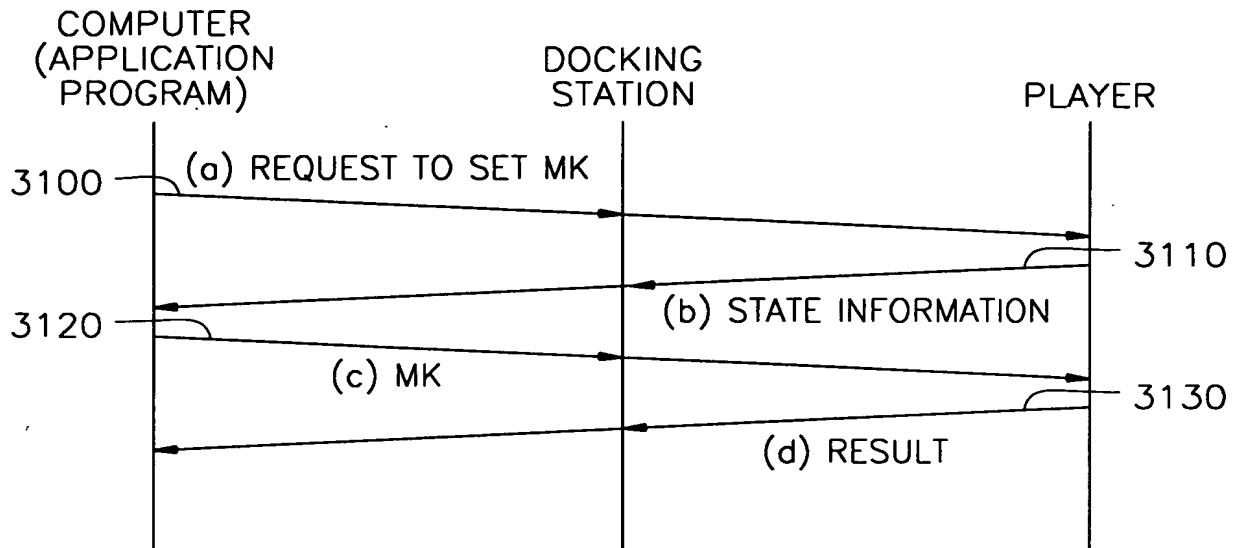 COMPUTER
(APPLICATION
PROGRAM)
DOCKING
STATION
PLAYER
(a) REQUEST TO SET MK
3100
3110
(b) STATE INFORMATION
3120
(c) MK
3130
(d) RESULT